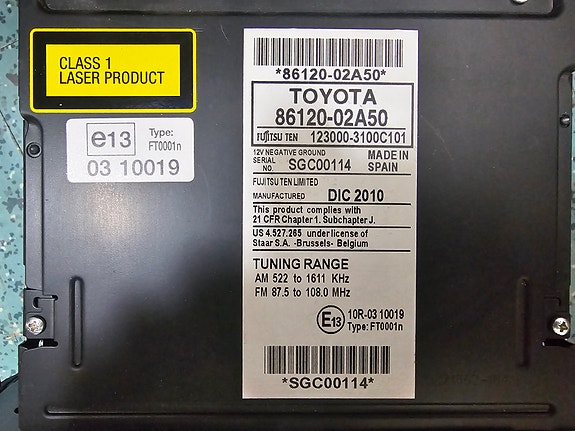 CLASS 1
LASER PRODUCT
e13 Type:
FT0001n
03 10019
*86120-02A50*
TOYOTA
86120-02A50
FUJITSU TEN 123000-3100C101
12V NEGATIVE GROUND
SERIAL NO. SGC00114 MADE IN SPAIN
FUJITSU TEN LIMITED
MANUFACTURED DIC 2010
This product complies with
21 CFR Chapter 1. Subchapter J.
US 4.527.265 under license of
Staar S.A. -Brussels- Belgium
TUNING RANGE
AM 522 to 1611 KHz
FM 87.5 to 108.0 MHz
E13 10R-03 10019
Type: FT0001n
*SGC00114*